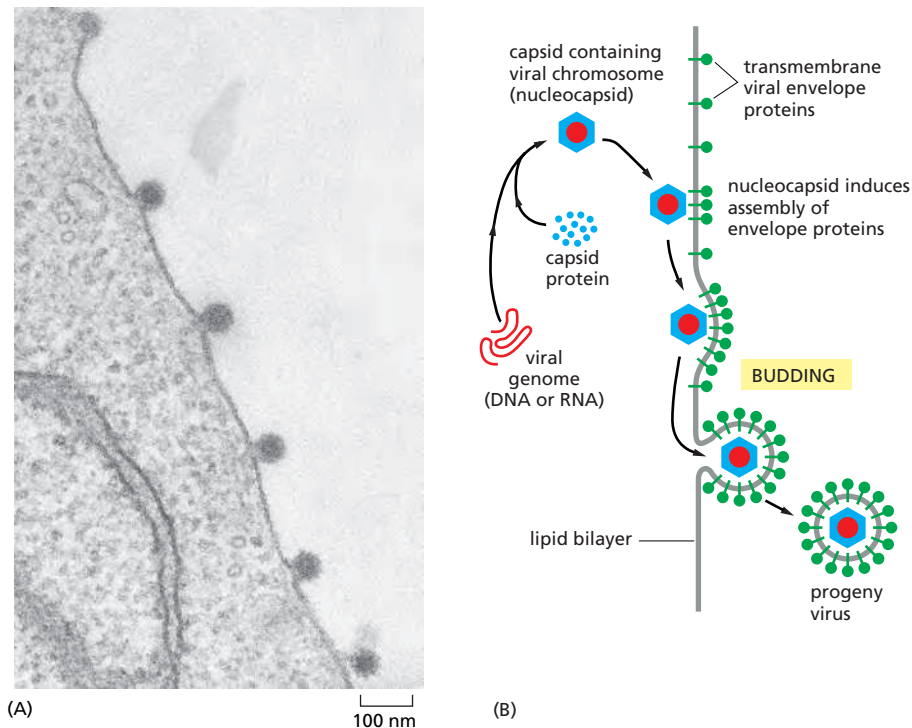 capsid containing
viral chromosome
(nucleocapsid)
transmembrane
viral envelope
proteins
nucleocapsid induces
assembly of
envelope proteins
capsid
protein
viral
genome
(DNA or RNA)
BUDDING
lipid bilayer
progeny
virus
(A)
100 nm
(B)